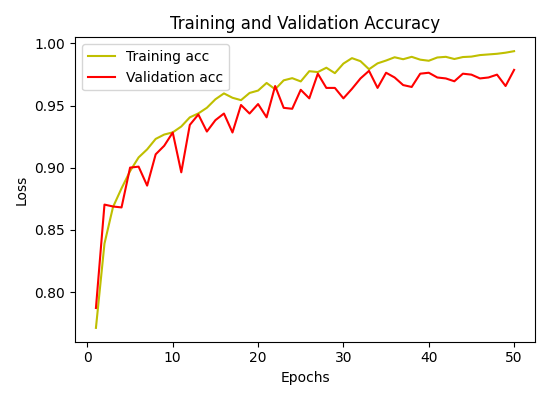 Training and Validation Accuracy
Training acc
Validation acc
1.00
0.95
0.90
0.85
0.80
Loss
0
10
20
30
40
50
Epochs